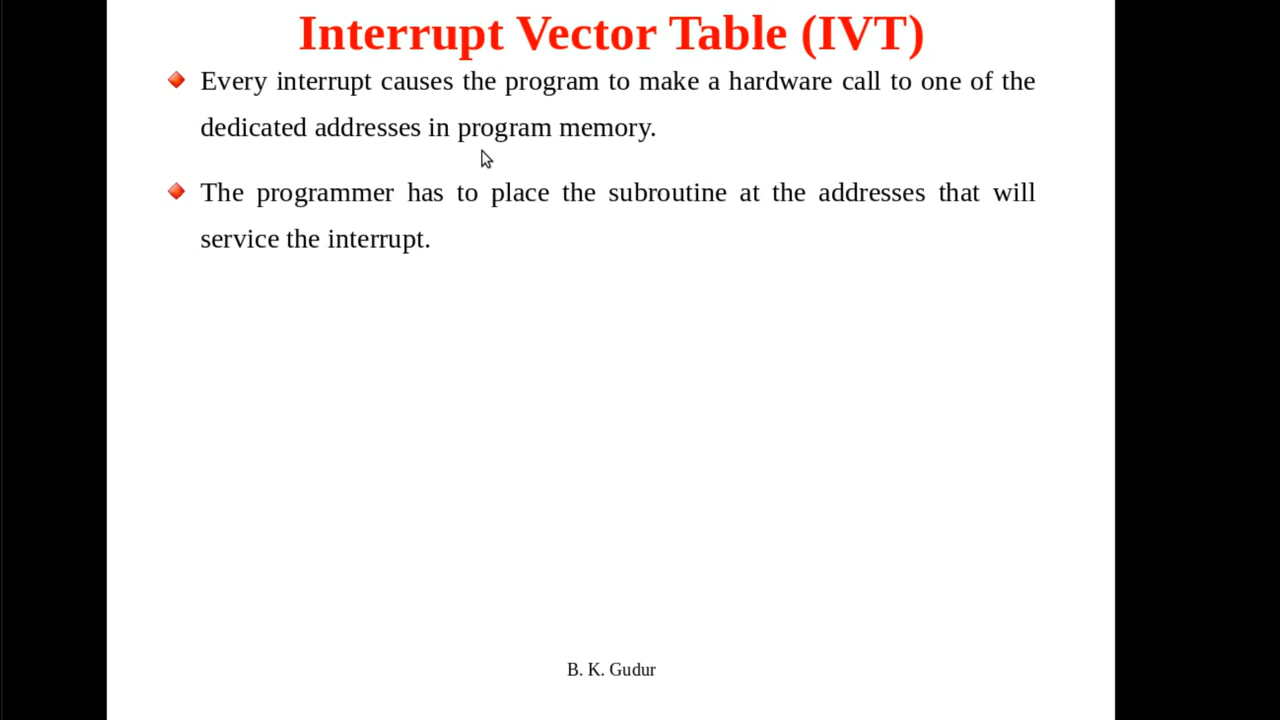 Interrupt Vector Table (IVT)
Every interrupt causes the program to make a hardware call to one of the
dedicated addresses in program memory.
The programmer has to place the subroutine at the addresses that will
service the interrupt.
B. K. Gudur